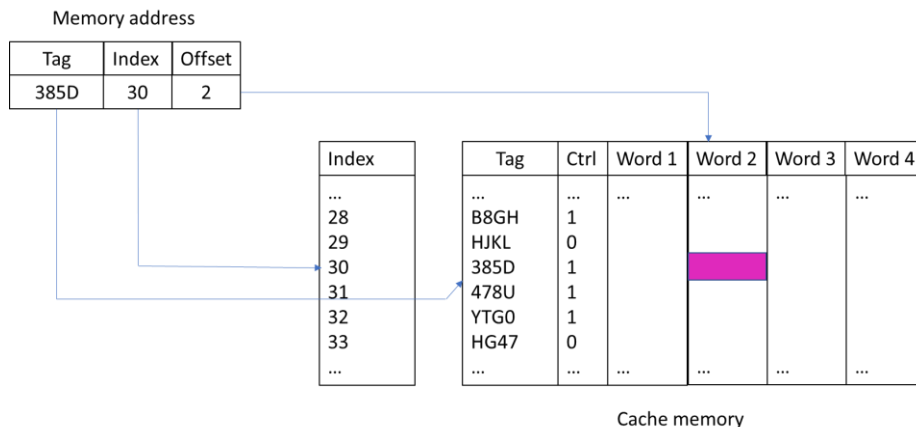 Memory address
Tag Index Offset
385D 30 2
Index Tag Ctrl Word 1 Word 2 Word 3 Word 4
... ... ... ... ... ... ...
28 B8GH 1
29 HJKL 0
30 385D 1
31 478U 1
32 YTG0 1
33 HG47 0
... ... ... ... ... ... ...
Cache memory